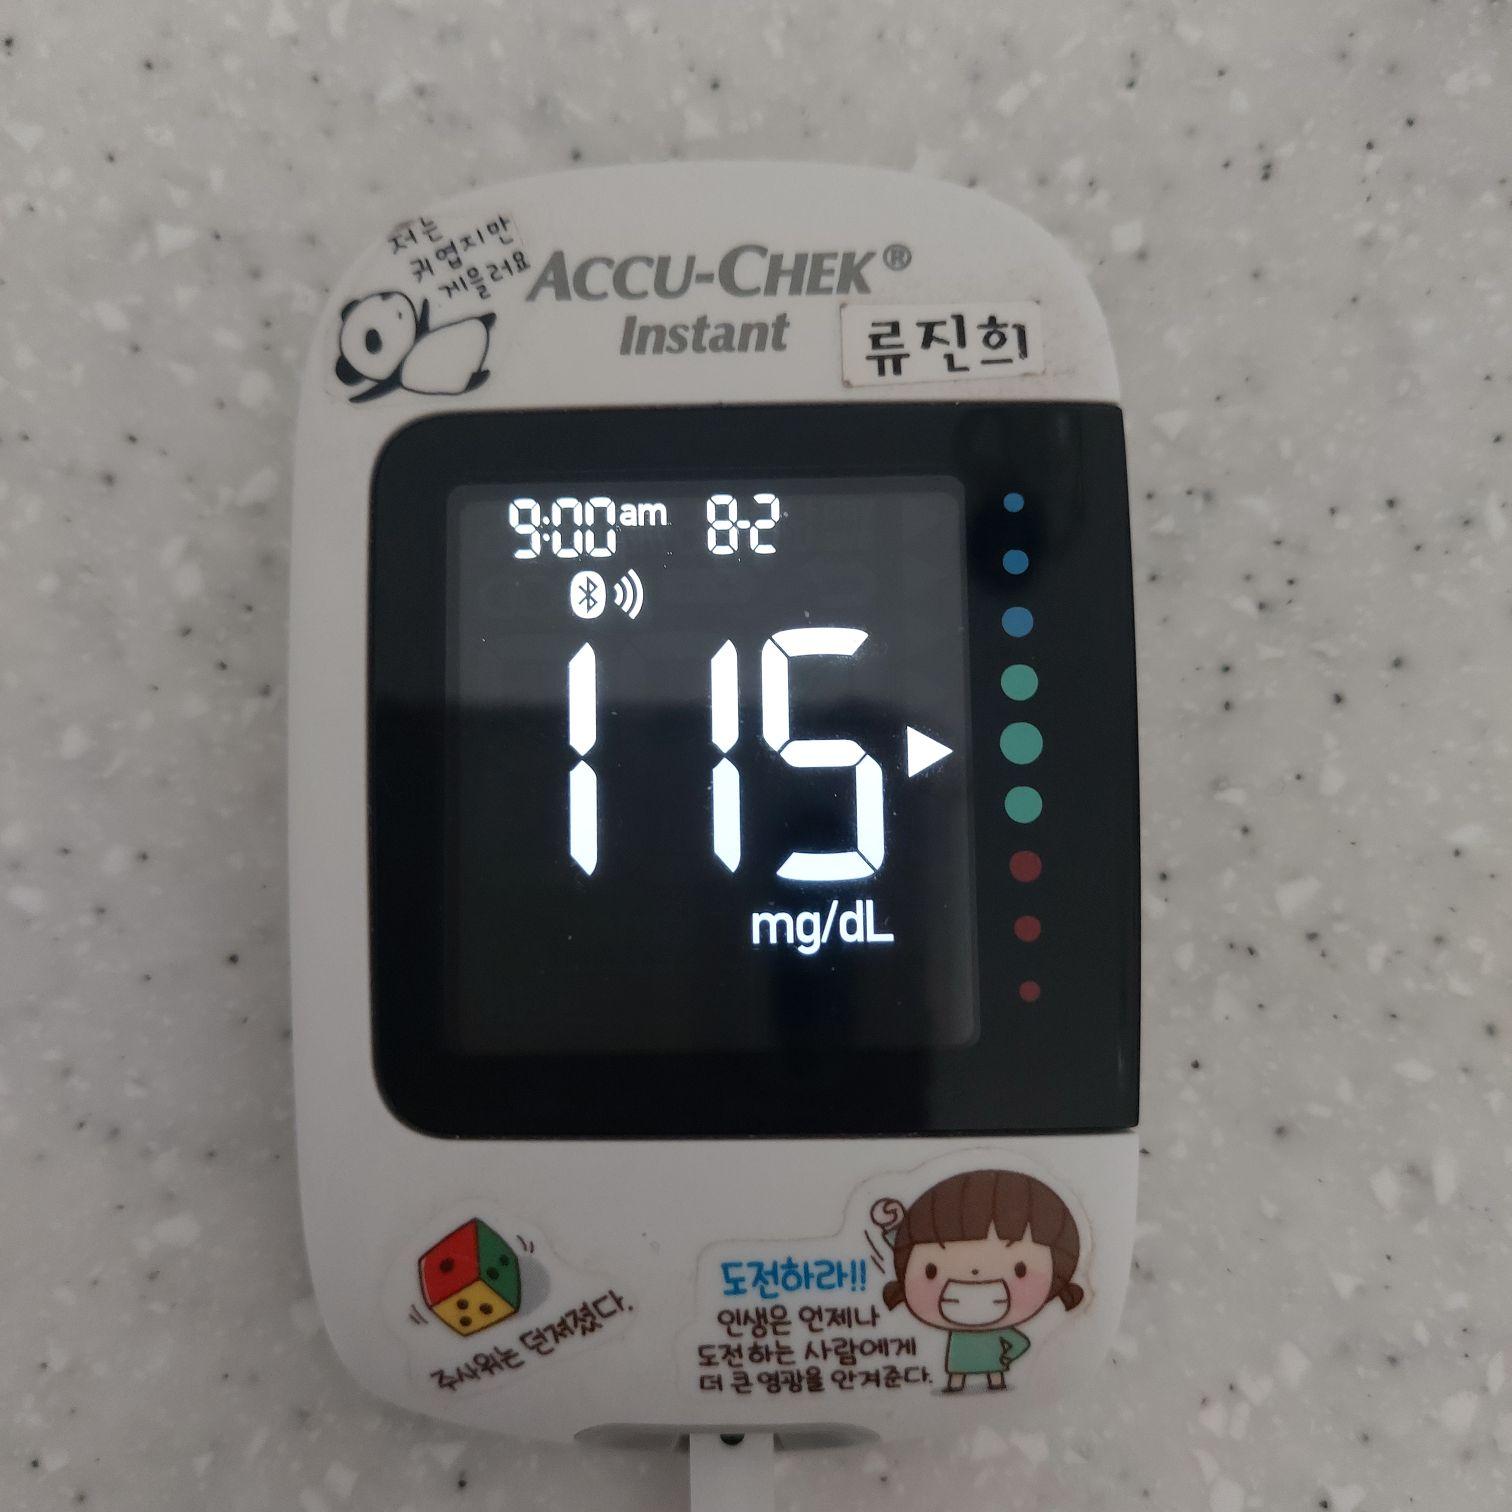 저는
귀엽지만
게을러요
ACCU-CHEK®
Instant
류진희
9:00am 8-2
115
mg/dL
주사위는 던져졌다.
도전하라!!
인생은 언제나
도전하는 사람에게
더 큰 영광을 안겨준다.